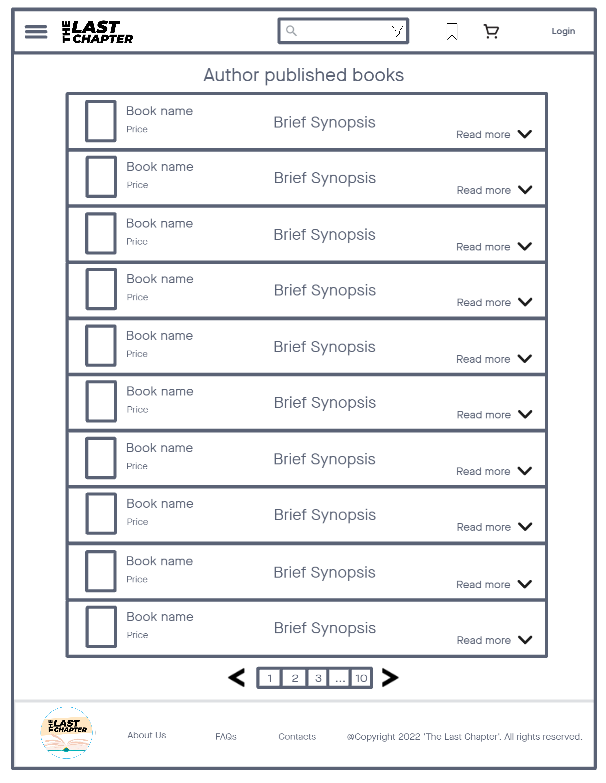 THE LAST CHAPTER
Login
Author published books
Book name
Price
Brief Synopsis
Read more
Book name
Price
Brief Synopsis
Read more
Book name
Price
Brief Synopsis
Read more
Book name
Price
Brief Synopsis
Read more
Book name
Price
Brief Synopsis
Read more
Book name
Price
Brief Synopsis
Read more
Book name
Price
Brief Synopsis
Read more
Book name
Price
Brief Synopsis
Read more
Book name
Price
Brief Synopsis
Read more
Book name
Price
Brief Synopsis
Read more
1 2 3 ... 10
THE LAST CHAPTER
About Us FAQs Contacts @Copyright 2022 'The Last Chapter'. All rights reserved.